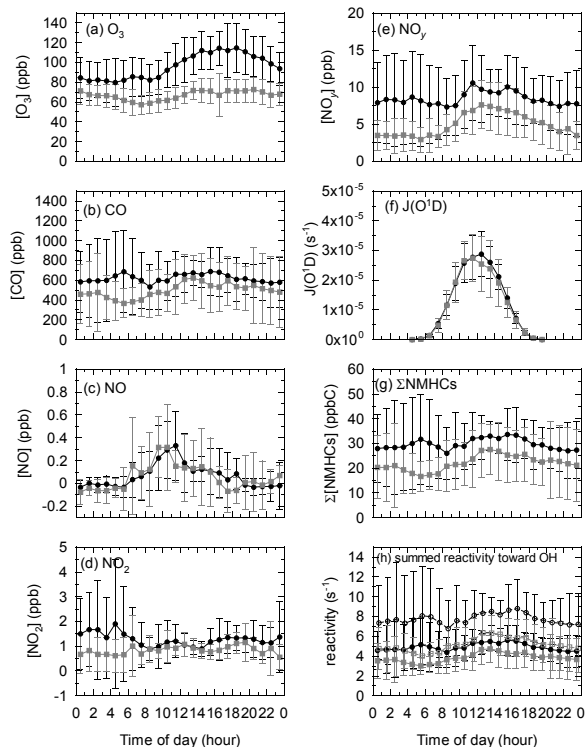 (a) O3
[O3] (ppb)
140
120
100
80
60
40
20
0
(b) CO
[CO] (ppb)
1400
1200
1000
800
600
400
200
0
(c) NO
[NO] (ppb)
1
0.8
0.6
0.4
0.2
0
-0.2
(d) NO2
[NO2] (ppb)
5
4
3
2
1
0
-1
0 2 4 6 8 10 12 14 16 18 20 22 0
Time of day (hour)
(e) NOy
[NOy] (ppb)
20
15
10
5
0
(f) J(O1D)
J(O1D) (s-1)
5x10-5
4x10-5
3x10-5
2x10-5
1x10-5
0x100
(g) ΣNMHCs
Σ[NMHCs] (ppbC)
60
50
40
30
20
10
0
(h) summed reactivity toward OH
reactivity (s-1)
14
12
10
8
6
4
2
0
0 2 4 6 8 10 12 14 16 18 20 22 0
Time of day (hour)